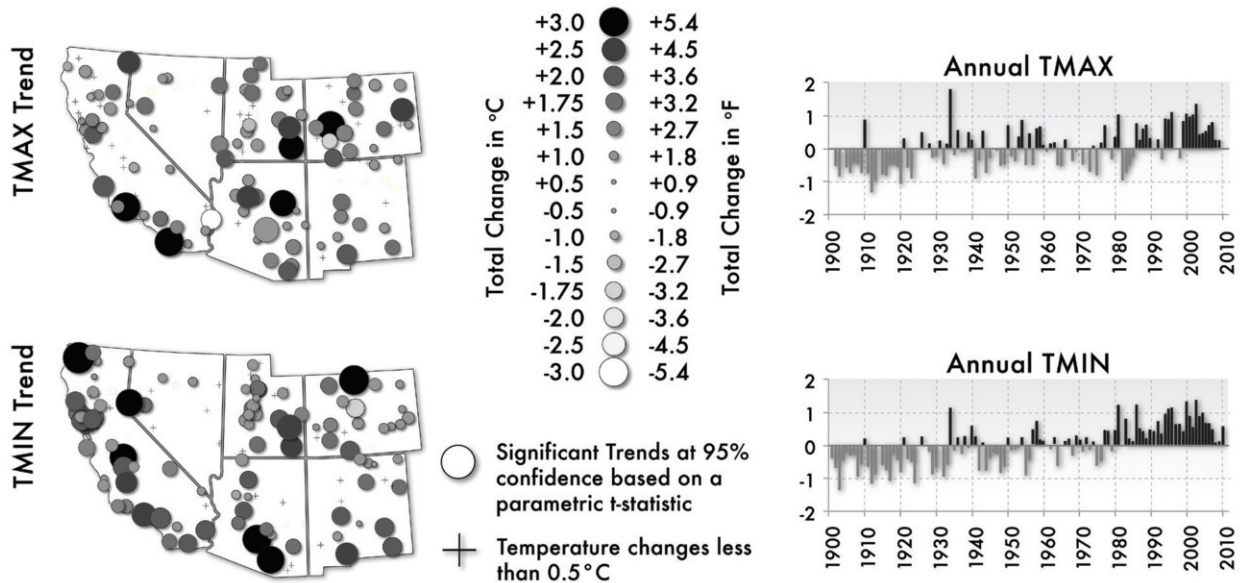 TMAX Trend
TMIN Trend
Total Change in °C
+3.0 +5.4
+2.5 +4.5
+2.0 +3.6
+1.75 +3.2
+1.5 +2.7
+1.0 +1.8
+0.5 +0.9
-0.5 -0.9
-1.0 -1.8
-1.5 -2.7
-1.75 -3.2
-2.0 -3.6
-2.5 -4.5
-3.0 -5.4
Total Change in °F
Significant Trends at 95%
confidence based on a
parametric t-statistic
Temperature changes less
than 0.5°C
Annual TMAX
2
1
0
-1
-2
1900 1910 1920 1930 1940 1950 1960 1970 1980 1990 2000 2010
Annual TMIN
2
1
0
-1
-2
1900 1910 1920 1930 1940 1950 1960 1970 1980 1990 2000 2010